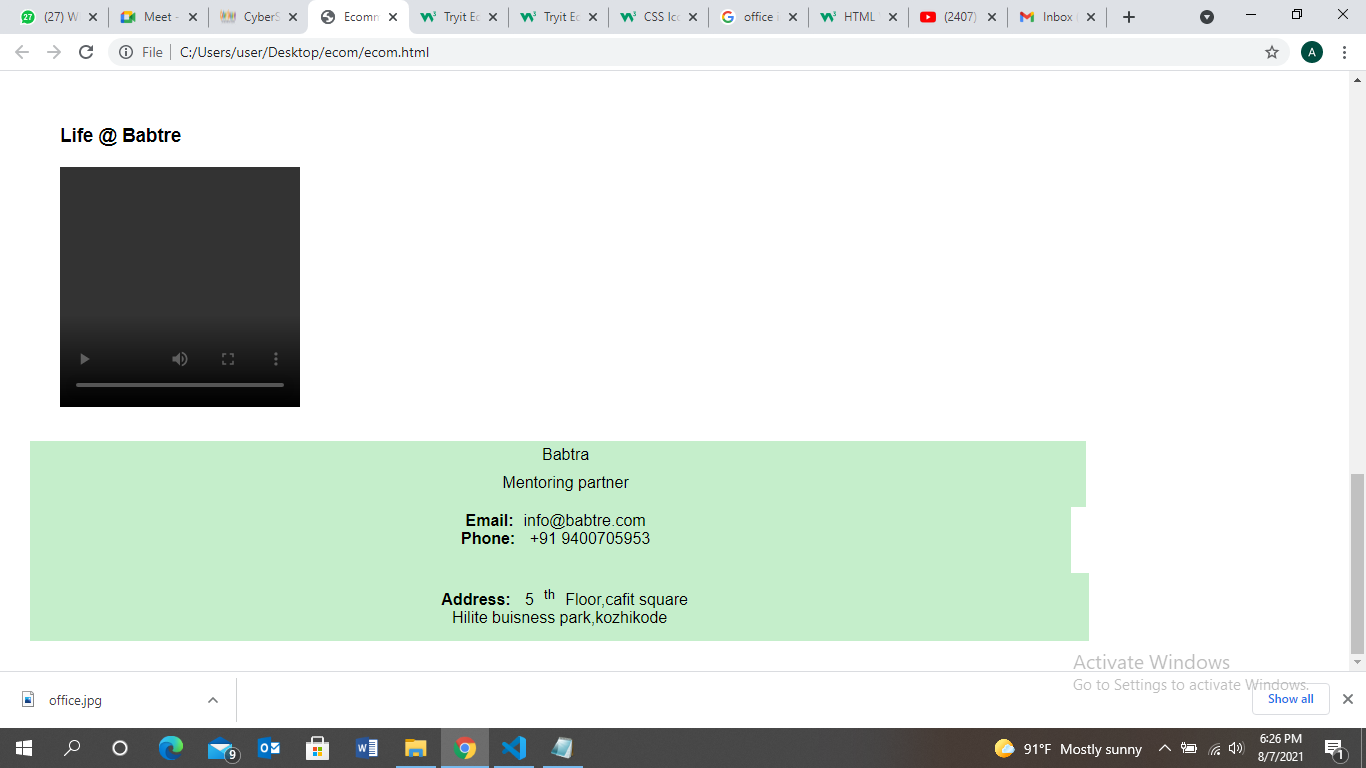 (27) W
Meet -
CyberS
Ecomm
Tryit Ed
Tryit Ed
CSS Ico
office i
HTML
(2407)
Inbox
File
C:/Users/user/Desktop/ecom/ecom.html
A
Life @ Babtre
Babtra
Mentoring partner
Email: info@babtre.com
Phone: +91 9400705953
Address: 5 th Floor,cafit square
Hilite buisness park,kozhikode
Activate Windows
Go to Settings to activate Windows.
office.jpg
Show all
9
91°F Mostly sunny
6:26 PM
8/7/2021
1